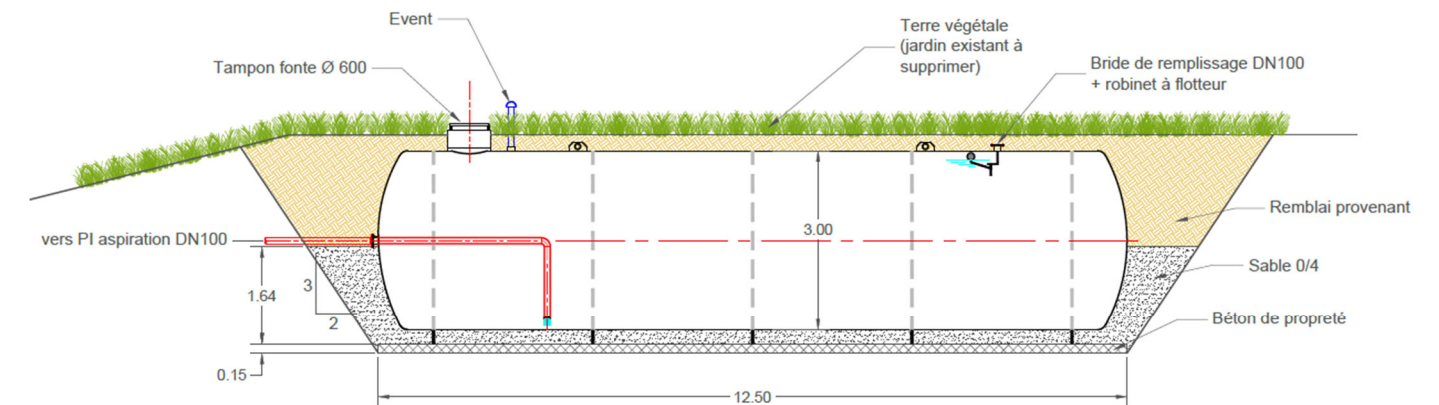 Event
Tampon fonte Ø 600
Terre végétale
(jardin existant à
supprimer)
Bride de remplissage DN100
+ robinet à flotteur
3.00
Remblai provenant
vers PI aspiration DN100
Sable 0/4
1.64
3
2
Béton de propreté
0.15
12.50